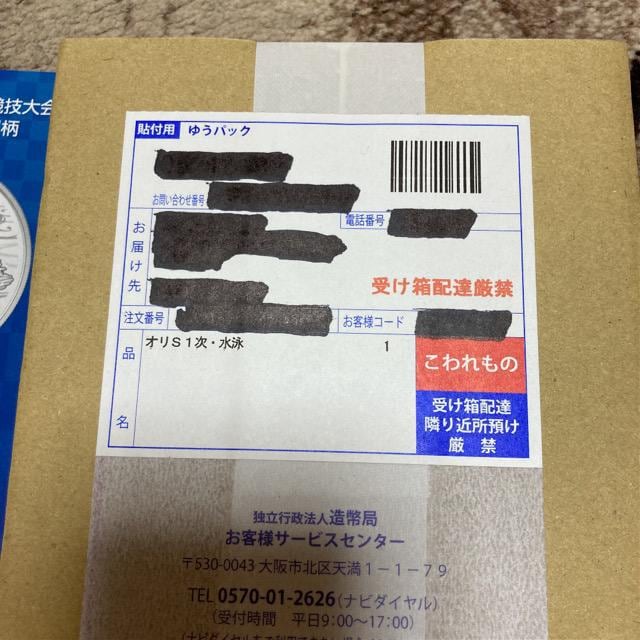 競技大会
柄
貼付用 ゆうパック
お問い合わせ番号
電話番号
お届け先
受け箱配達厳禁
注文番号
お客様コード
品名
オリS1次・水泳 1
こわれもの
受け箱配達
隣り近所預け
厳禁
独立行政法人造幣局
お客様サービスセンター
〒530-0043 大阪市北区天満1-1-79
TEL 0570-01-2626(ナビダイヤル)
(受付時間 平日9:00~17:00)